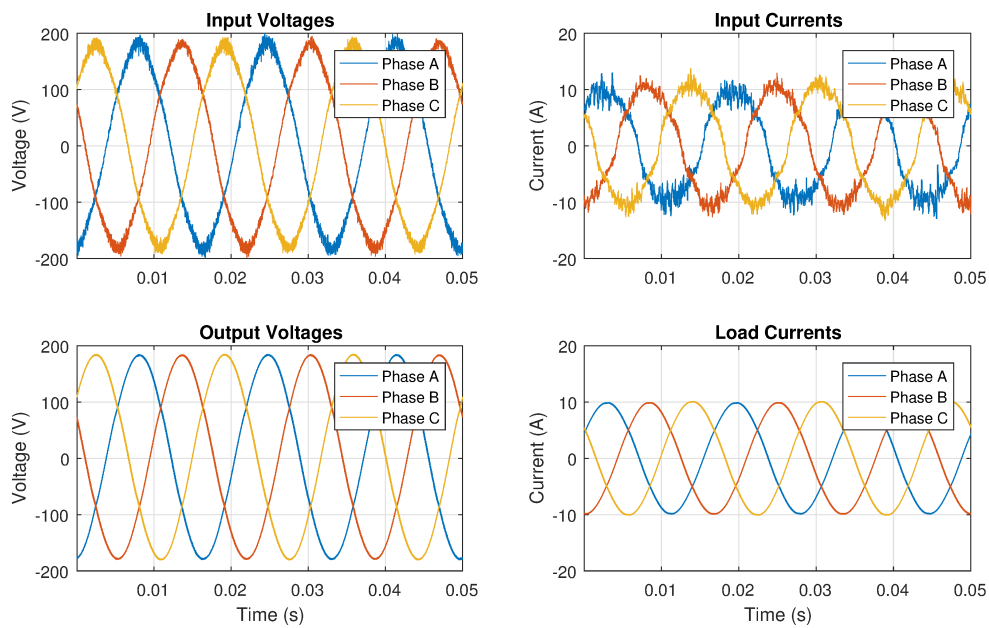 Input Voltages
Voltage (V)
200
100
0
-100
-200
Phase A
Phase B
Phase C
0.01 0.02 0.03 0.04 0.05
Input Currents
Current (A)
20
10
0
-10
-20
Phase A
Phase B
Phase C
0.01 0.02 0.03 0.04 0.05
Output Voltages
Voltage (V)
200
100
0
-100
-200
Phase A
Phase B
Phase C
0.01 0.02 0.03 0.04 0.05
Time (s)
Load Currents
Current (A)
20
10
0
-10
-20
Phase A
Phase B
Phase C
0.01 0.02 0.03 0.04 0.05
Time (s)